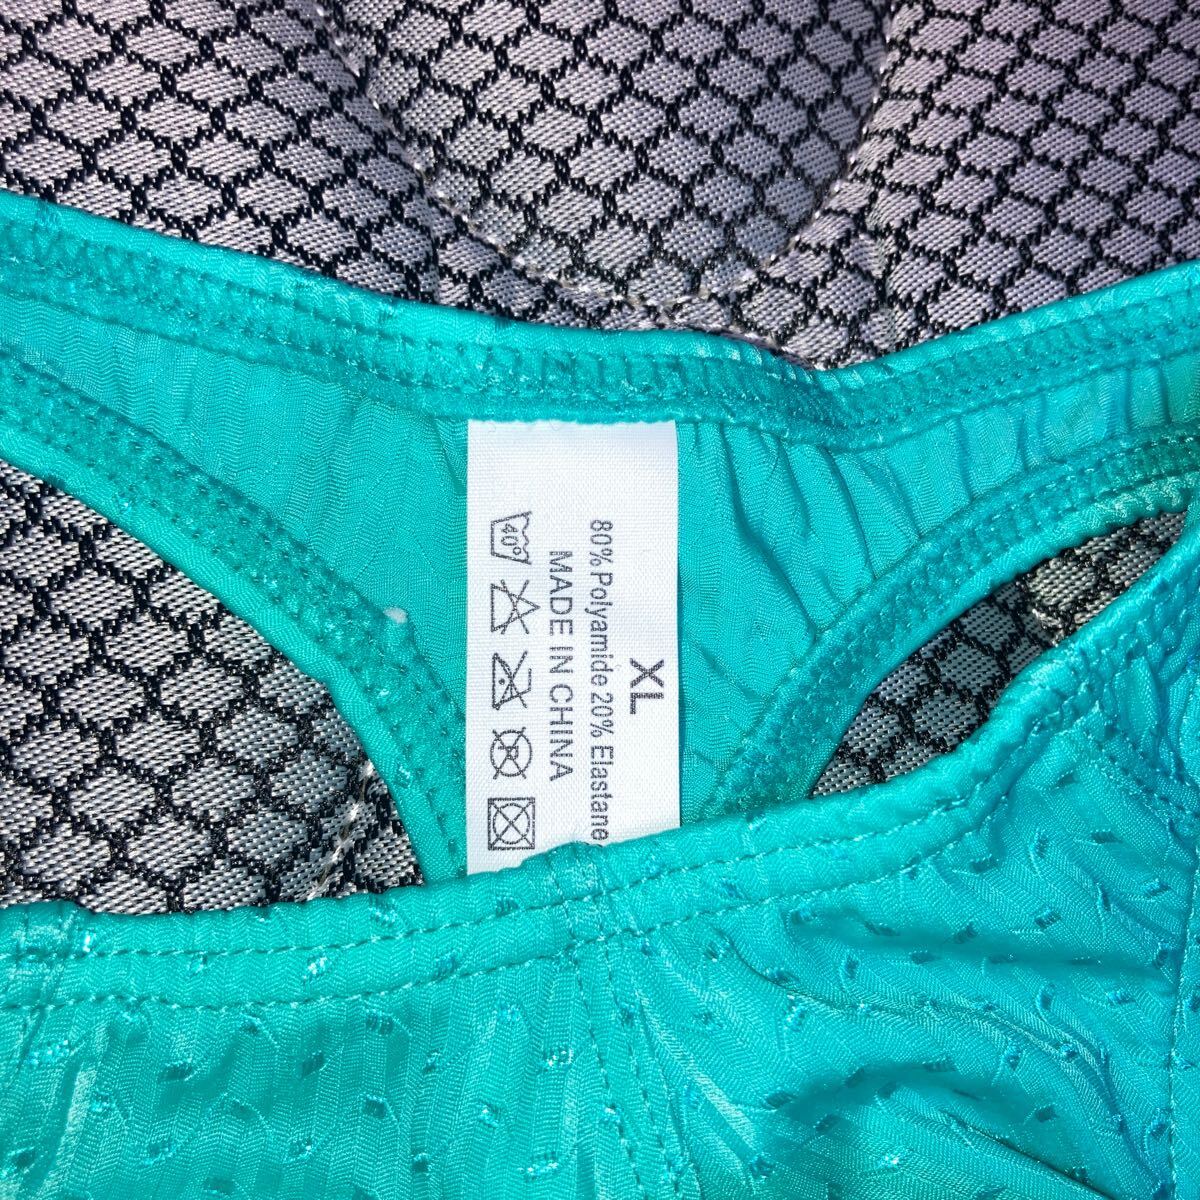 XL
80% Polyamide 20% Elastane
MADE IN CHINA
40°
P